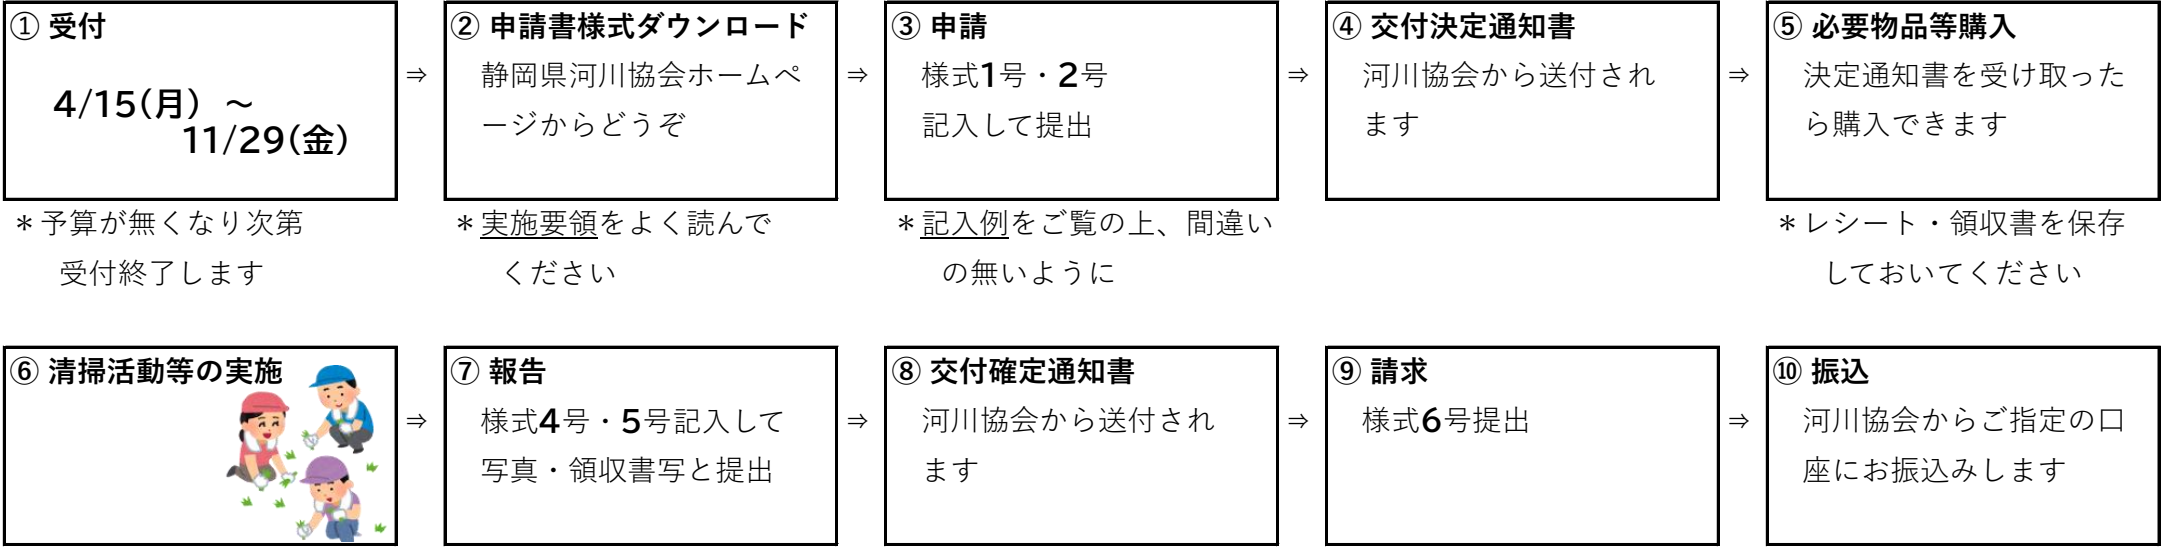 ① 受付
4/15(月) ～
11/29(金)
＊予算が無くなり次第
受付終了します
⇒
② 申請書様式ダウンロード
静岡県河川協会ホームペ
ージからどうぞ
＊実施要領をよく読んで
ください
⇒
③ 申請
様式1号・2号
記入して提出
＊記入例をご覧の上、間違い
の無いように
⇒
④ 交付決定通知書
河川協会から送付され
ます
⇒
⑤ 必要物品等購入
決定通知書を受け取った
ら購入できます
＊レシート・領収書を保存
しておいてください
⑥ 清掃活動等の実施
⇒
⑦ 報告
様式4号・5号記入して
写真・領収書写と提出
⇒
⑧ 交付確定通知書
河川協会から送付され
ます
⇒
⑨ 請求
様式6号提出
⇒
⑩ 振込
河川協会からご指定の口
座にお振込みします